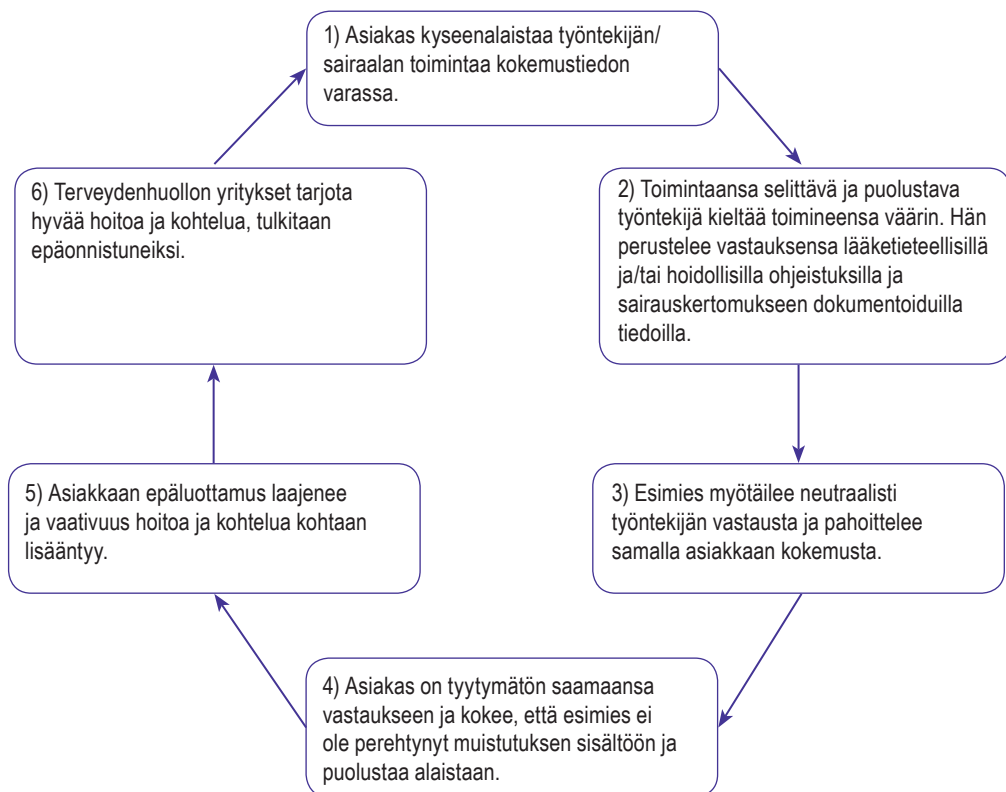 1) Asiakas kyseenalaistaa työntekijän/
sairaalan toimintaa kokemustiedon
varassa.
2) Toimintaansa selittävä ja puolustava
työntekijä kieltää toimineensa väärin. Hän
perustelee vastauksensa lääketieteellisillä
ja/tai hoidollisilla ohjeistuksilla ja
sairauskertomukseen dokumentoiduilla
tiedoilla.
3) Esimies myötäilee neutraalisti
työntekijän vastausta ja pahoittelee
samalla asiakkaan kokemusta.
4) Asiakas on tyytymätön saamaansa
vastaukseen ja kokee, että esimies ei
ole perehtynyt muistutuksen sisältöön ja
puolustaa alaistaan.
5) Asiakkaan epäluottamus laajenee
ja vaativuus hoitoa ja kohtelua kohtaan
lisääntyy.
6) Terveydenhuollon yritykset tarjota
hyvää hoitoa ja kohtelua, tulkitaan
epäonnistuneiksi.